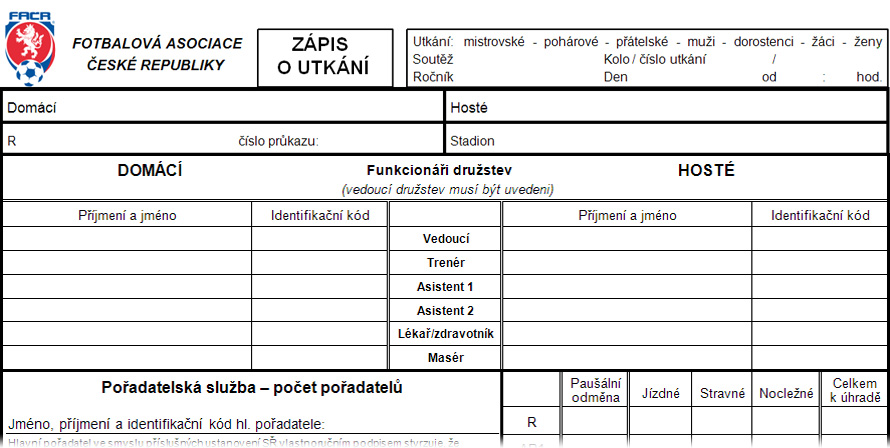 FAČR
FOTBALOVÁ ASOCIACE
ČESKÉ REPUBLIKY
ZÁPIS
O UTKÁNÍ
Utkání: mistrovské - pohárové - přátelské - muži - dorostenci - žáci - ženy
Soutěž Kolo / číslo utkání /
Ročník Den od : hod.
Domácí Hosté
R číslo průkazu: Stadion
DOMÁCÍ Funkcionáři družstev HOSTÉ
(vedoucí družstev musí být uvedeni)
Příjmení a jméno Identifikační kód Příjmení a jméno Identifikační kód
Vedoucí
Trenér
Asistent 1
Asistent 2
Lékař/zdravotník
Masér
Pořadatelská služba – počet pořadatelů
Paušální odměna Jízdné Stravné Nocležné Celkem k úhradě
Jméno, příjmení a identifikační kód hl. pořadatele: R
Hlavní pořadatel ve smyslu příslušných ustanovení SŘ vlastnoručním podpisem stvrzuje, že